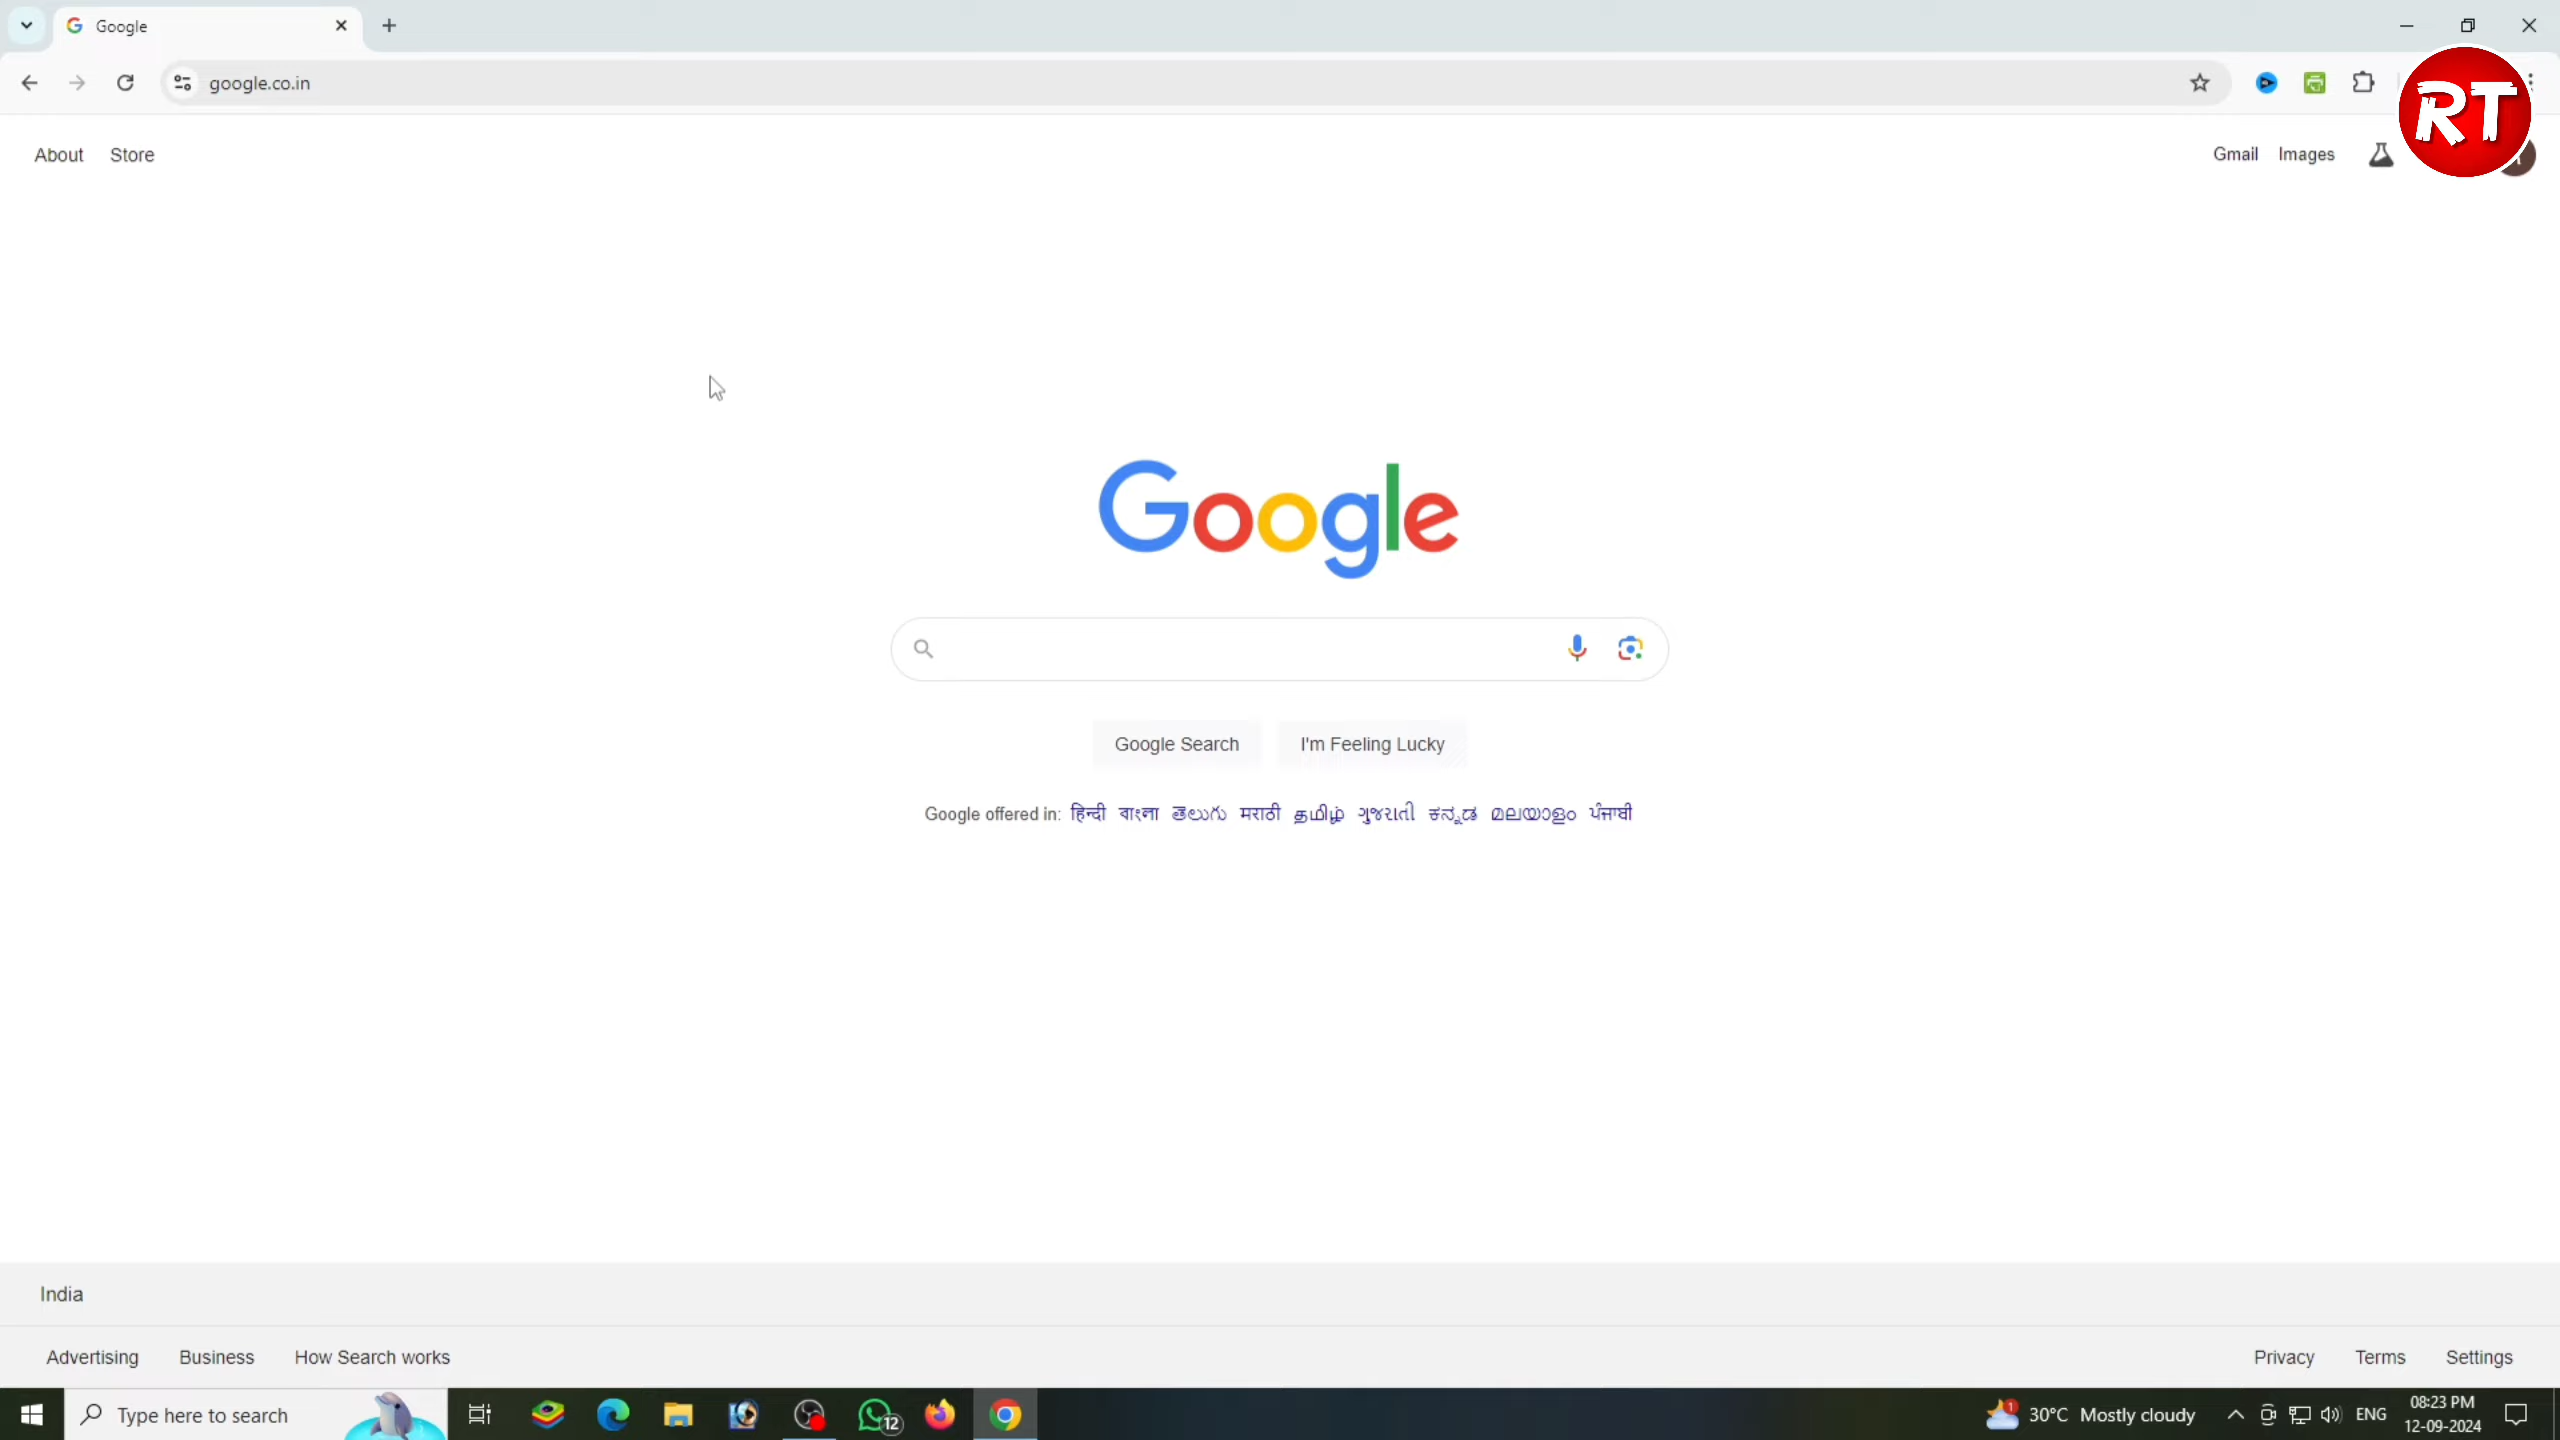 Google
google.co.in
RT
About Store
Gmail Images
Google
Google Search I'm Feeling Lucky
Google offered in: हिन्दी বাংলা తెలుగు मराठी தமிழ் ગુજરાતી ಕನ್ನಡ മലയാളം ਪੰਜਾਬੀ
India
Advertising Business How Search works
Privacy Terms Settings
Type here to search
12
1
30°C Mostly cloudy
ENG
08:23 PM
12-09-2024